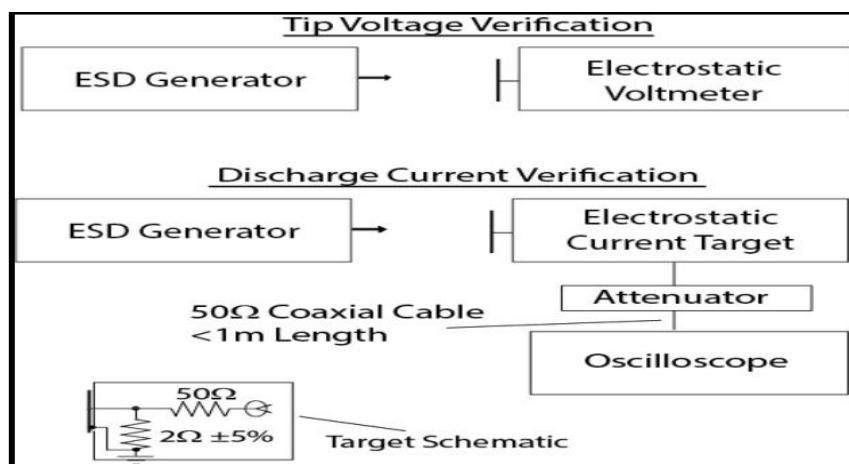 Tip Voltage Verification
ESD Generator
Electrostatic
Voltmeter
Discharge Current Verification
ESD Generator
Electrostatic
Current Target
Attenuator
50Ω Coaxial Cable
<1m Length
Oscilloscope
50Ω
2Ω ±5%
Target Schematic